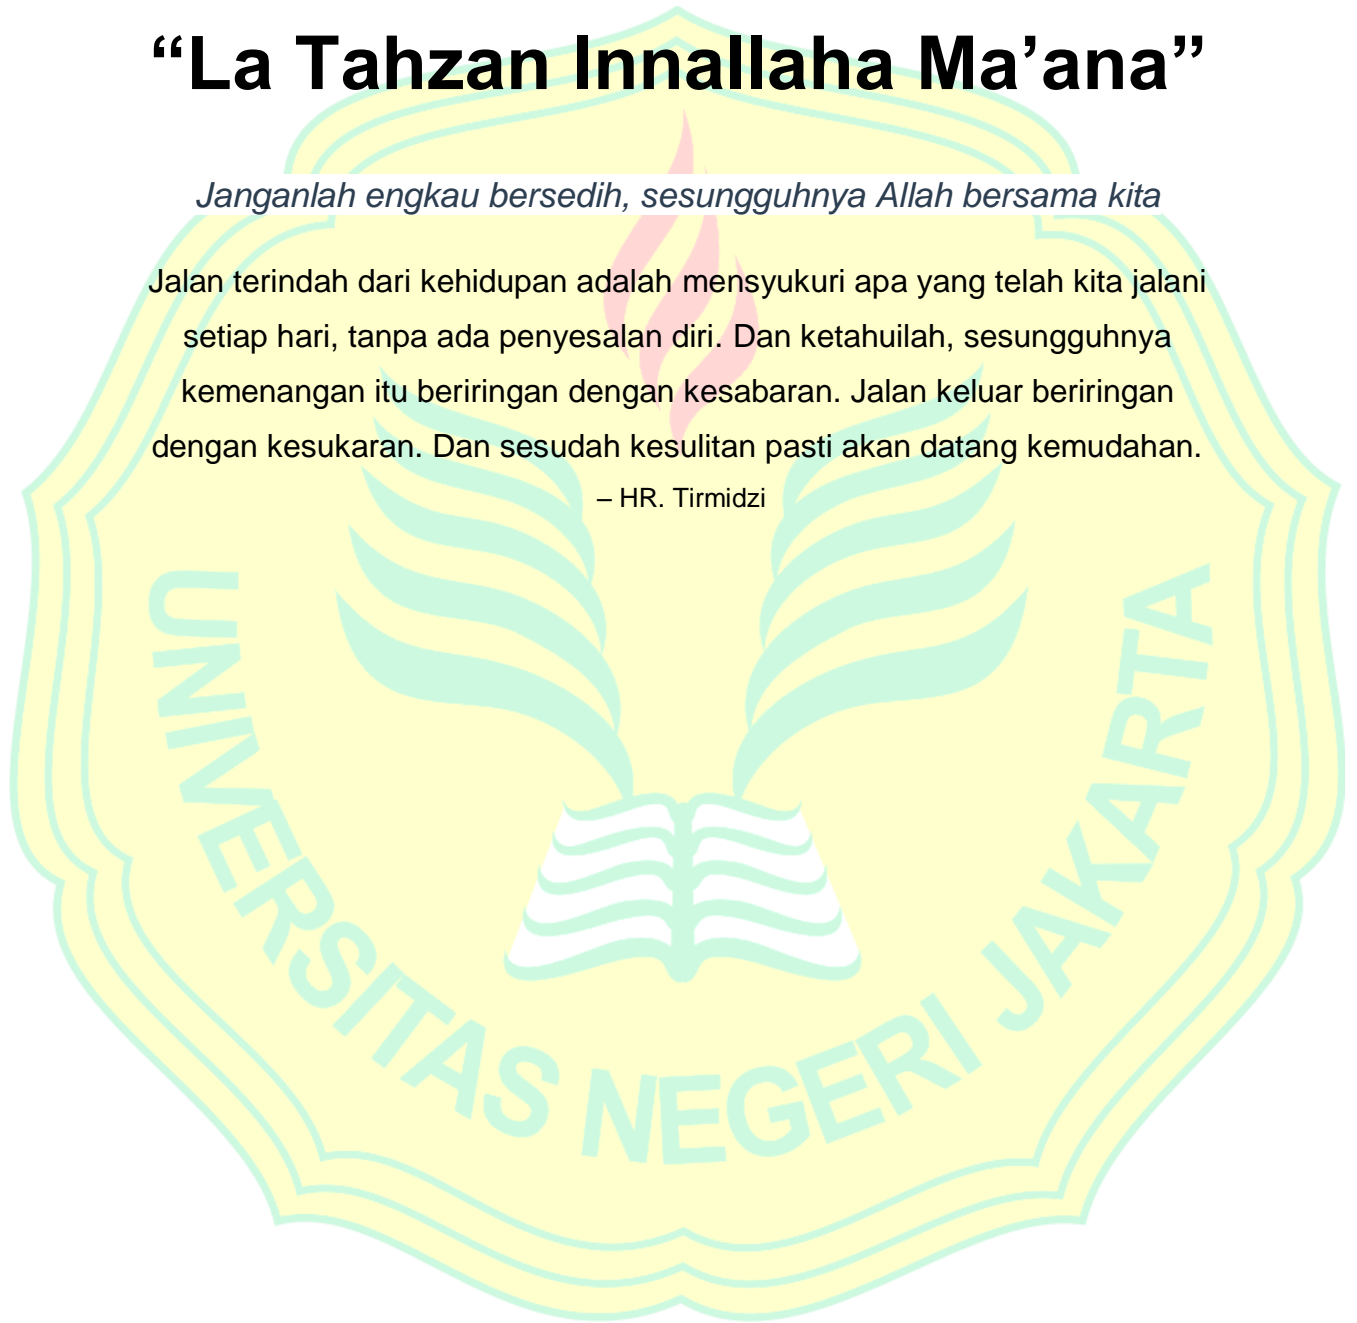 “La Tahzan Innallaha Ma’ana”
Janganlah engkau bersedih, sesungguhnya Allah bersama kita
Jalan terindah dari kehidupan adalah mensyukuri apa yang telah kita jalani
setiap hari, tanpa ada penyesalan diri. Dan ketahuilah, sesungguhnya
kemenangan itu beriringan dengan kesabaran. Jalan keluar beriringan
dengan kesukaran. Dan sesudah kesulitan pasti akan datang kemudahan.
– HR. Tirmidzi
UNIVERSITAS NEGERI JAKARTA